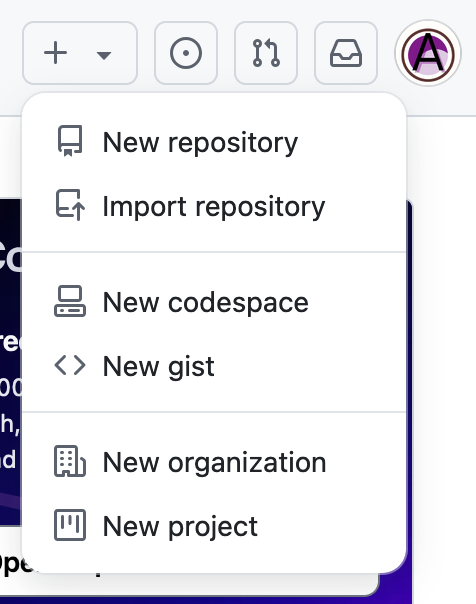 A
New repository
Import repository
New codespace
New gist
New organization
New project